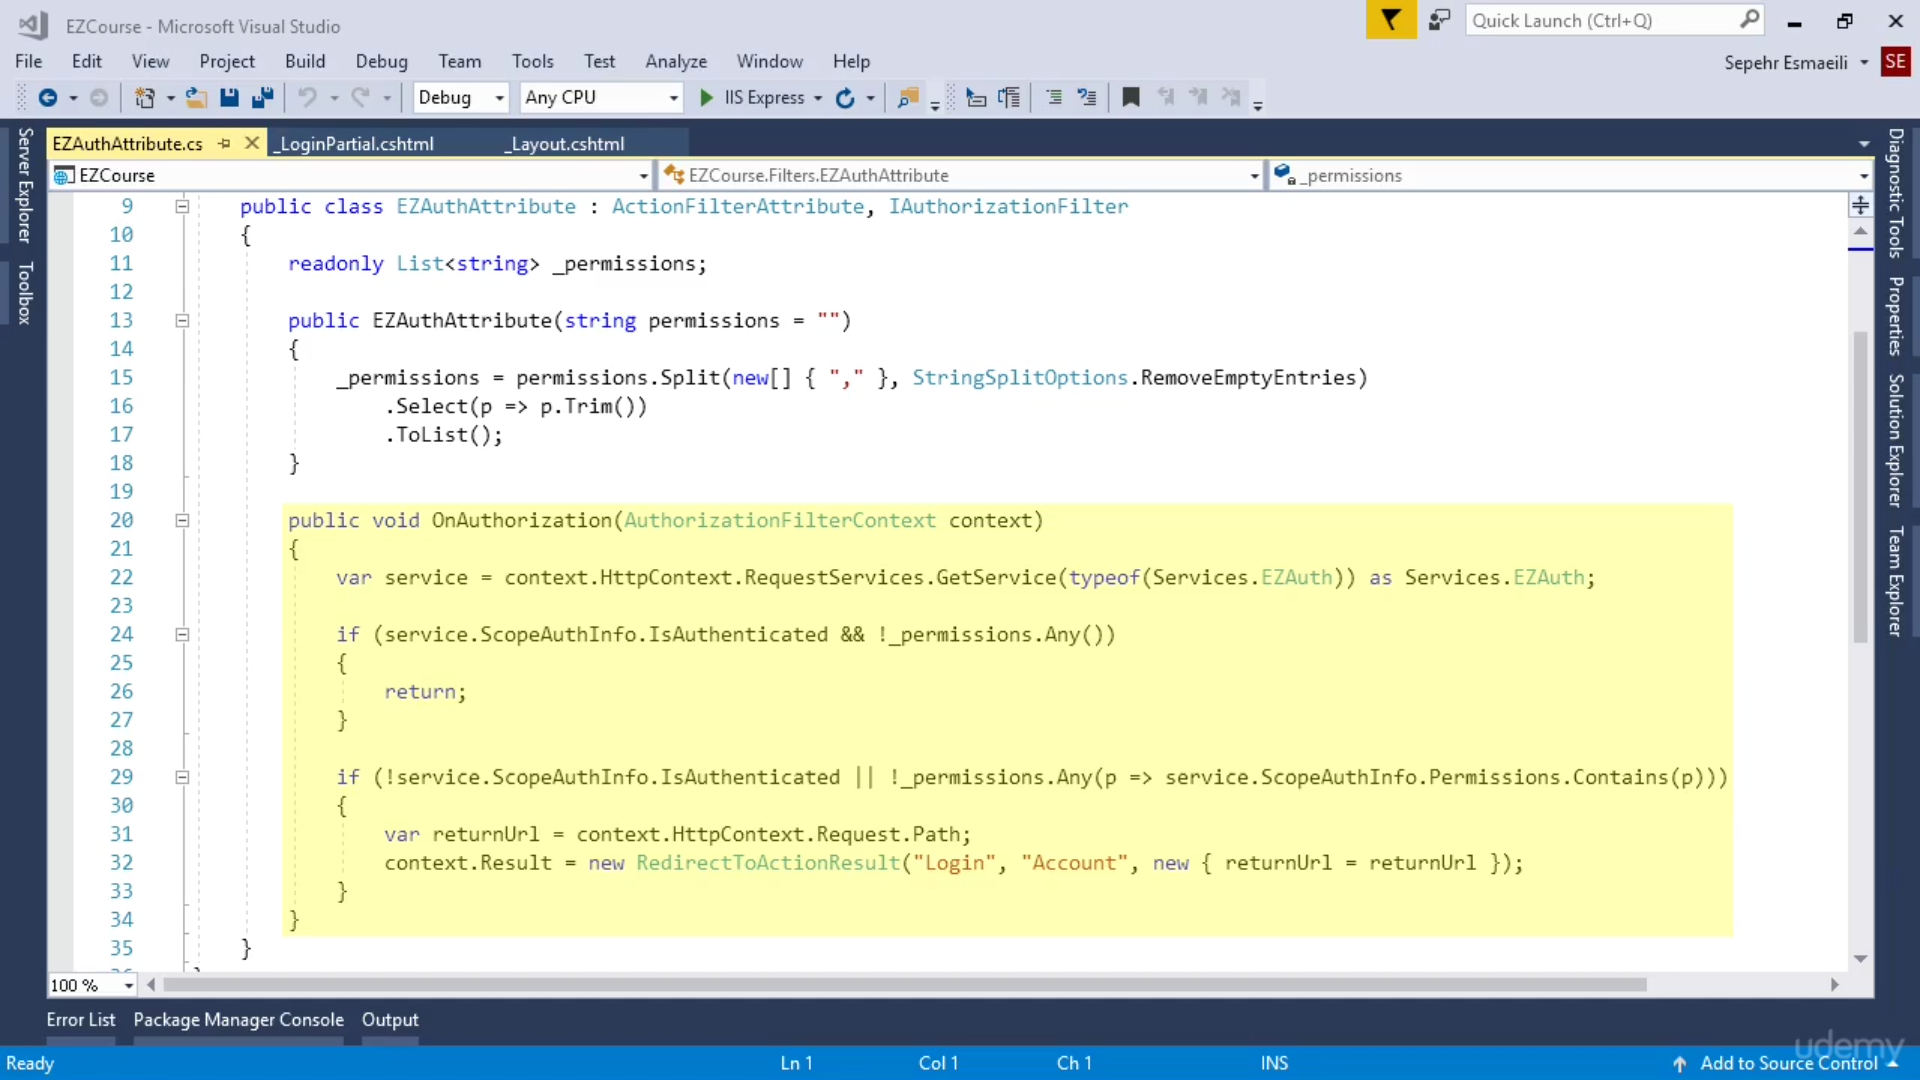 EZCourse - Microsoft Visual Studio
Quick Launch (Ctrl+Q)
File Edit View Project Build Debug Team Tools Test Analyze Window Help
Sepehr Esmaeili SE
Debug Any CPU IIS Express
EZAuthAttribute.cs _LoginPartial.cshtml _Layout.cshtml
EZCourse EZCourse.Filters.EZAuthAttribute _permissions
Server Explorer
Toolbox
9 public class EZAuthAttribute : ActionFilterAttribute, IAuthorizationFilter
10 {
11 readonly List<string> _permissions;
12
13 public EZAuthAttribute(string permissions = "")
14 {
15 _permissions = permissions.Split(new[] { "," }, StringSplitOptions.RemoveEmptyEntries)
16 .Select(p => p.Trim())
17 .ToList();
18 }
19
20 public void OnAuthorization(AuthorizationFilterContext context)
21 {
22 var service = context.HttpContext.RequestServices.GetService(typeof(Services.EZAuth)) as Services.EZAuth;
23
24 if (service.ScopeAuthInfo.IsAuthenticated && !_permissions.Any())
25 {
26 return;
27 }
28
29 if (!service.ScopeAuthInfo.IsAuthenticated || !_permissions.Any(p => service.ScopeAuthInfo.Permissions.Contains(p)))
30 {
31 var returnUrl = context.HttpContext.Request.Path;
32 context.Result = new RedirectToActionResult("Login", "Account", new { returnUrl = returnUrl });
33 }
34 }
35 }
Diagnostic Tools
Properties
Solution Explorer
Team Explorer
100 %
Error List Package Manager Console Output
udemy
Ready Ln 1 Col 1 Ch 1 INS Add to Source Control